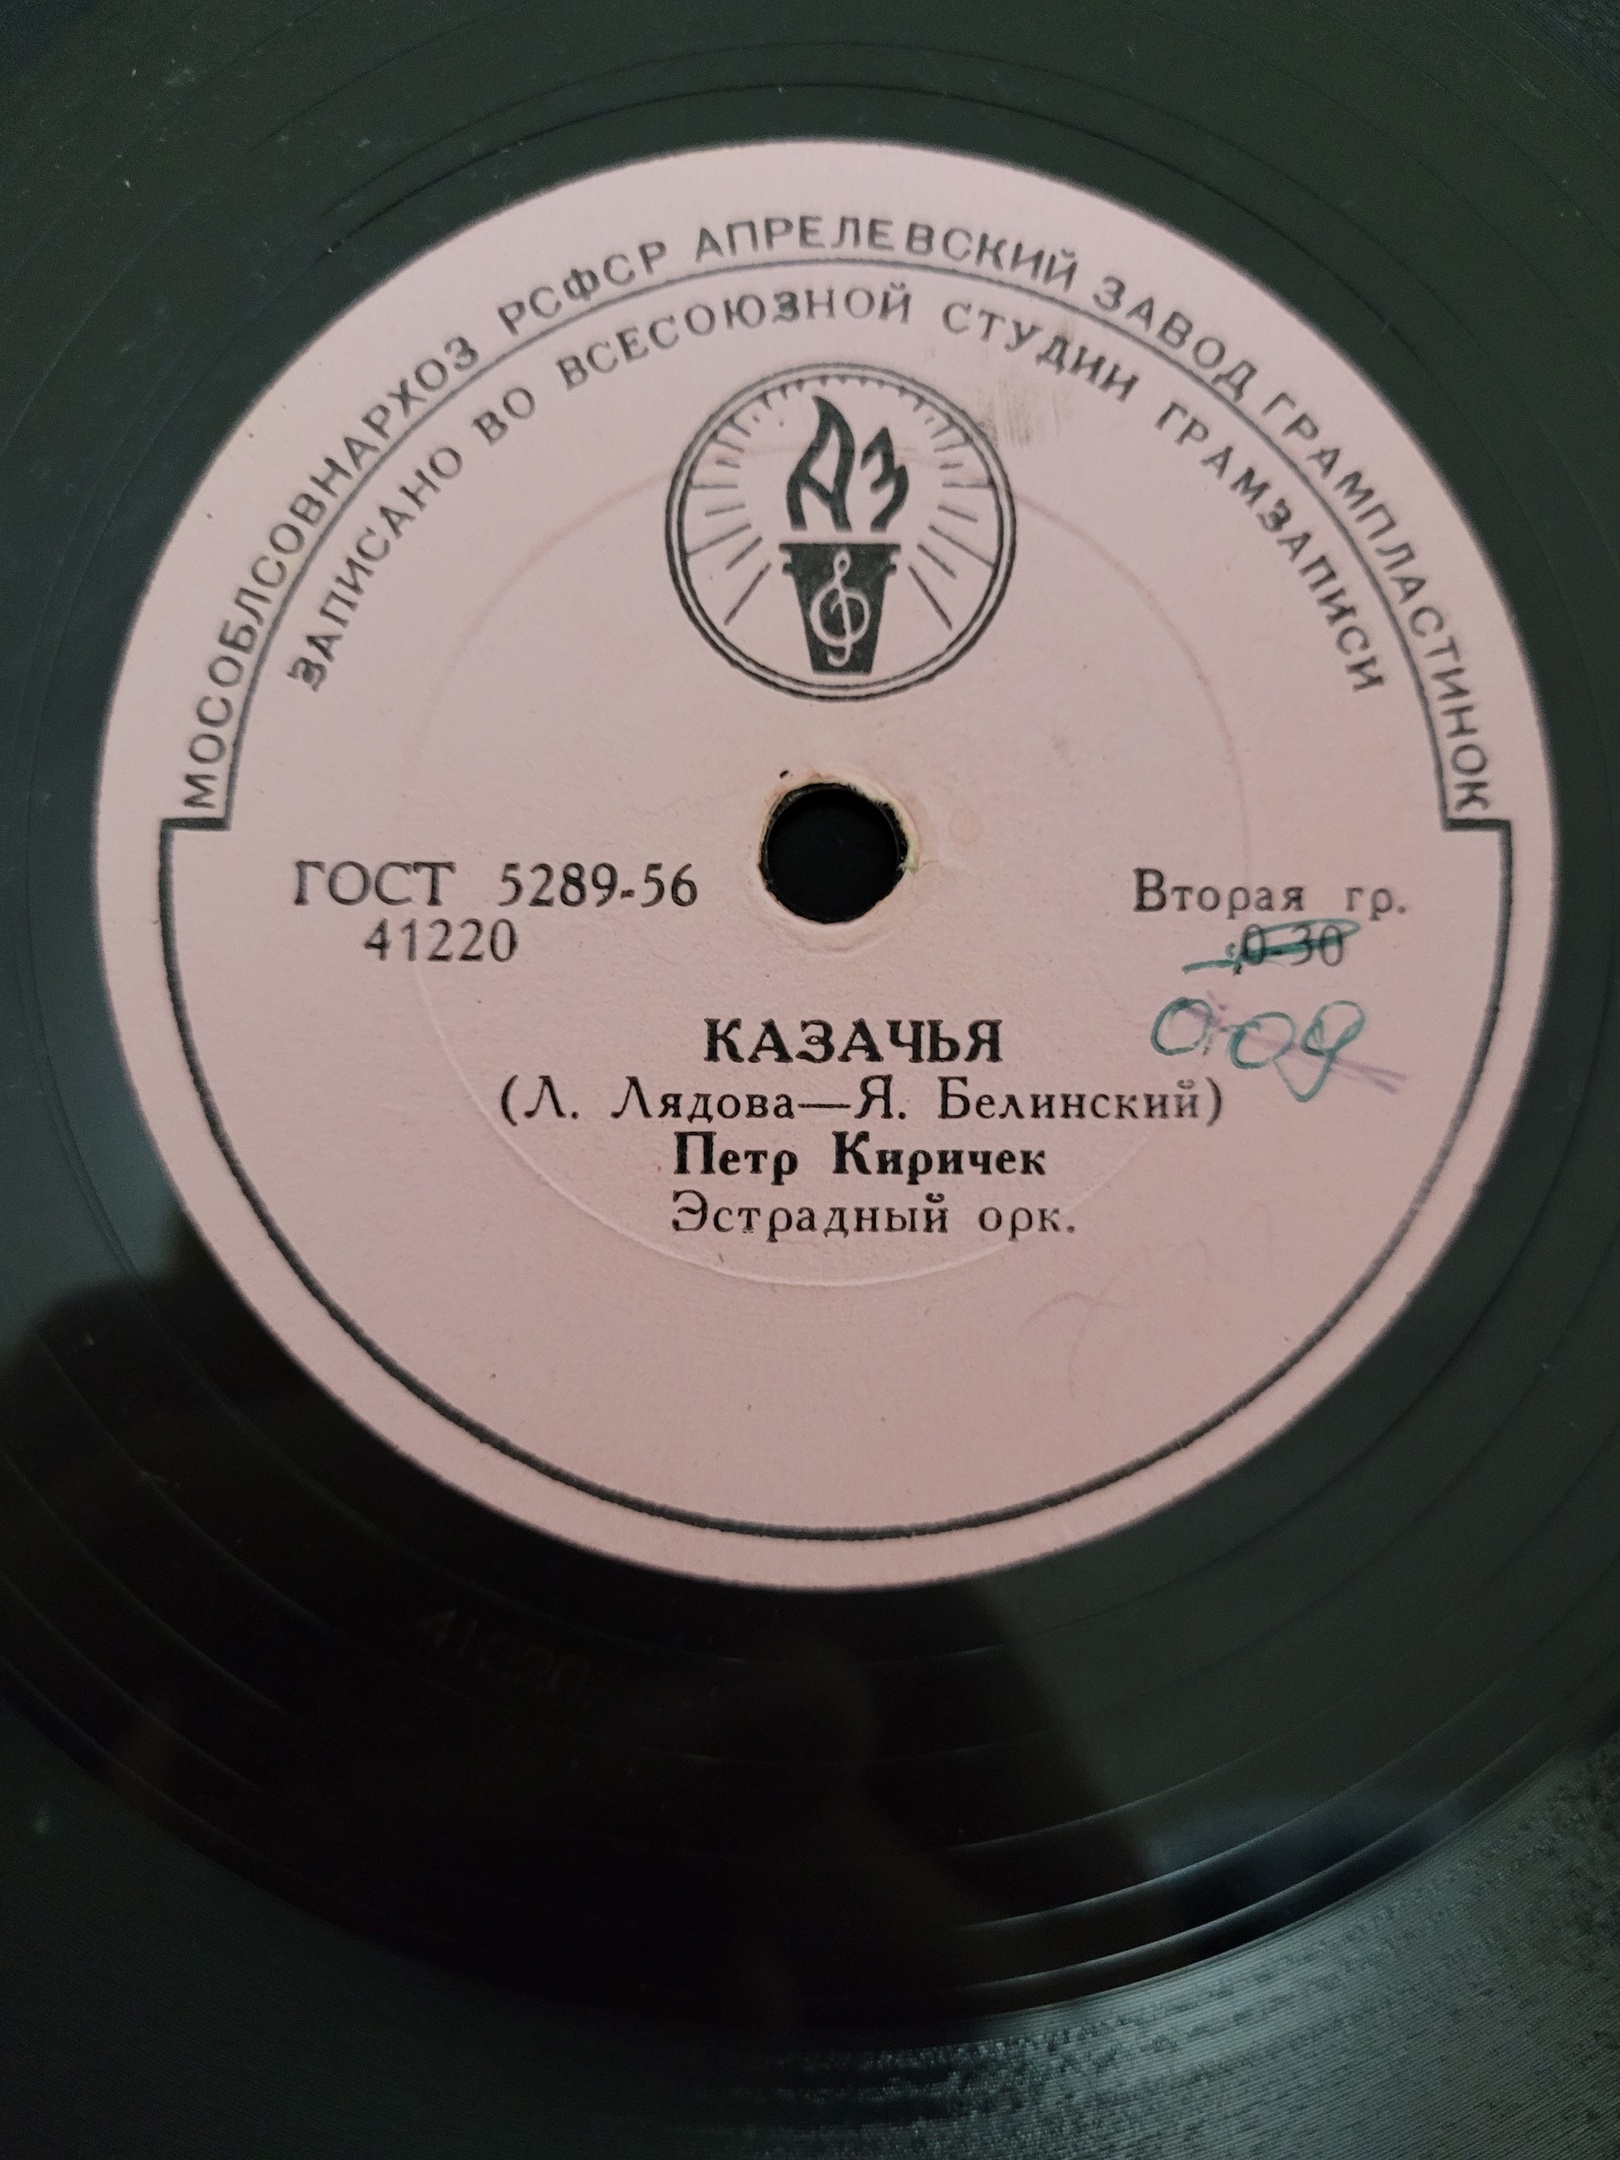 МОСОБЛСОВНАРХОЗ РСФСР АПРЕЛЕВСКИЙ ЗАВОД ГРАМПЛАСТИНОК
ЗАПИСАНО ВО ВСЕСОЮЗНОЙ СТУДИИ ГРАМЗАПИСИ
АЗ
ГОСТ 5289-56
41220
Вторая гр.
0-30
0-09
КАЗАЧЬЯ
(Л. Лядова—Я. Белинский)
Петр Киричек
Эстрадный орк.